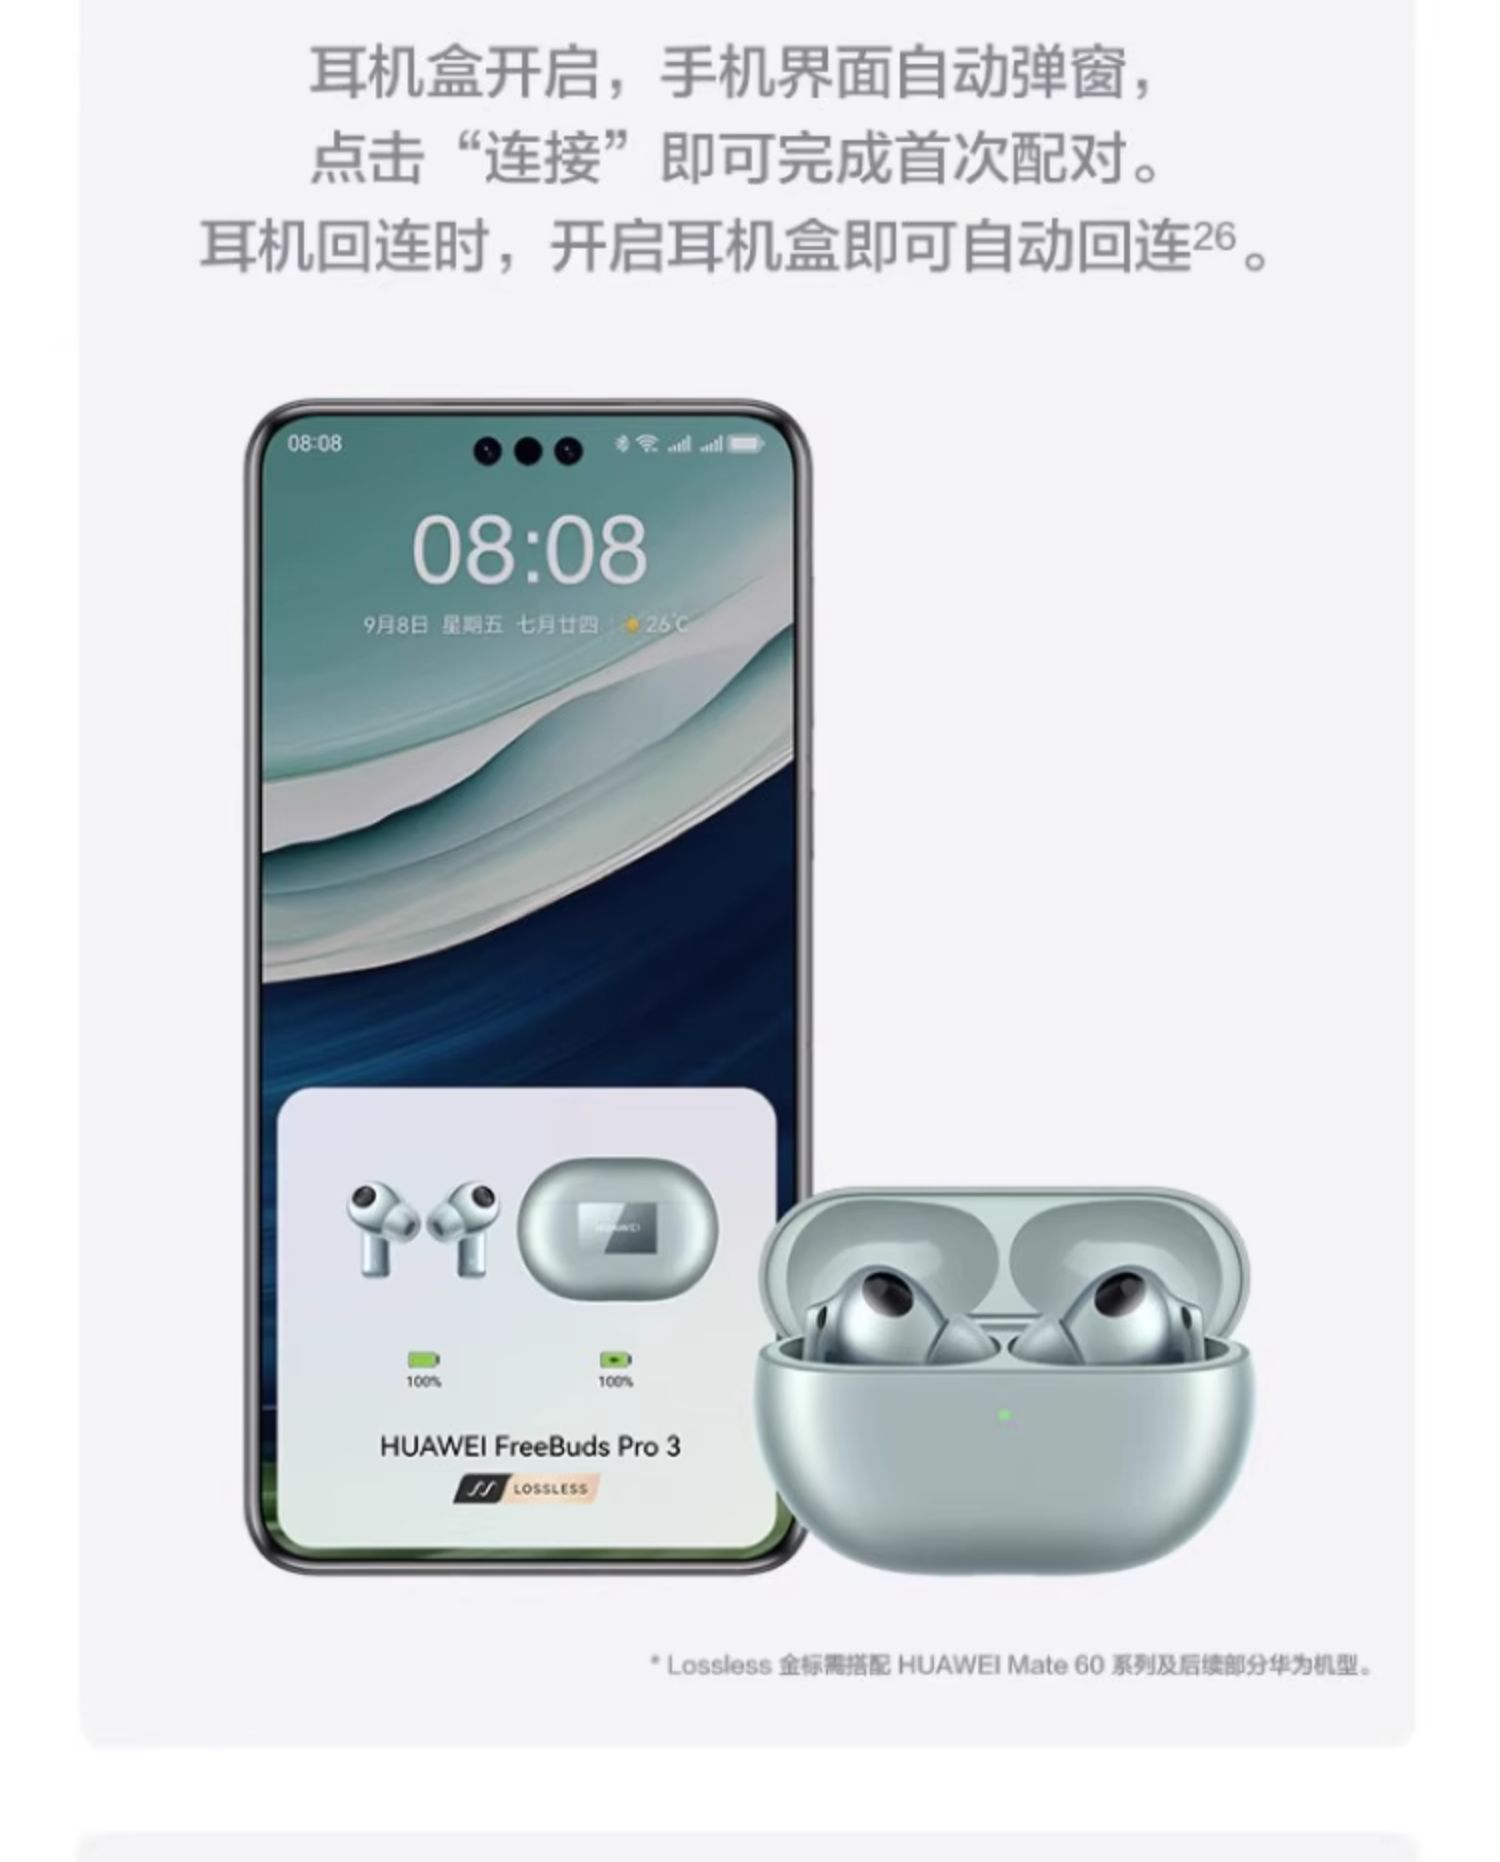 耳机盒开启，手机界面自动弹窗，
点击“连接”即可完成首次配对。
耳机回连时，开启耳机盒即可自动回连26。
08:08
08:08
9月8日 星期五 七月廿四 26℃
HUAWEI
100%
100%
HUAWEI FreeBuds Pro 3
LOSSLESS
* Lossless 金标需搭配 HUAWEI Mate 60 系列及后续部分华为机型。